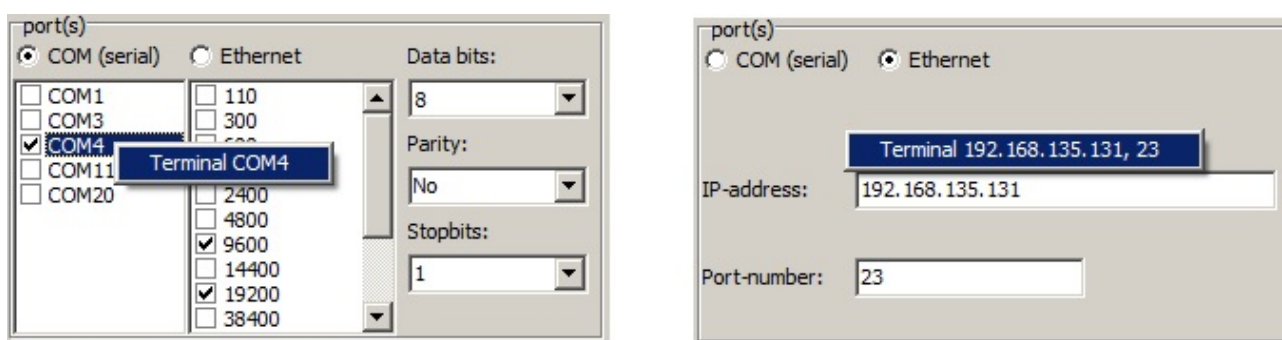 port(s)
COM (serial) Ethernet Data bits:
COM1 110 8
COM3 300
COM4 Parity:
Terminal COM4
COM11
COM20 2400 No
4800
9600 Stopbits:
14400 1
19200
38400
port(s)
COM (serial) Ethernet
Terminal 192.168.135.131, 23
IP-address: 192.168.135.131
Port-number: 23